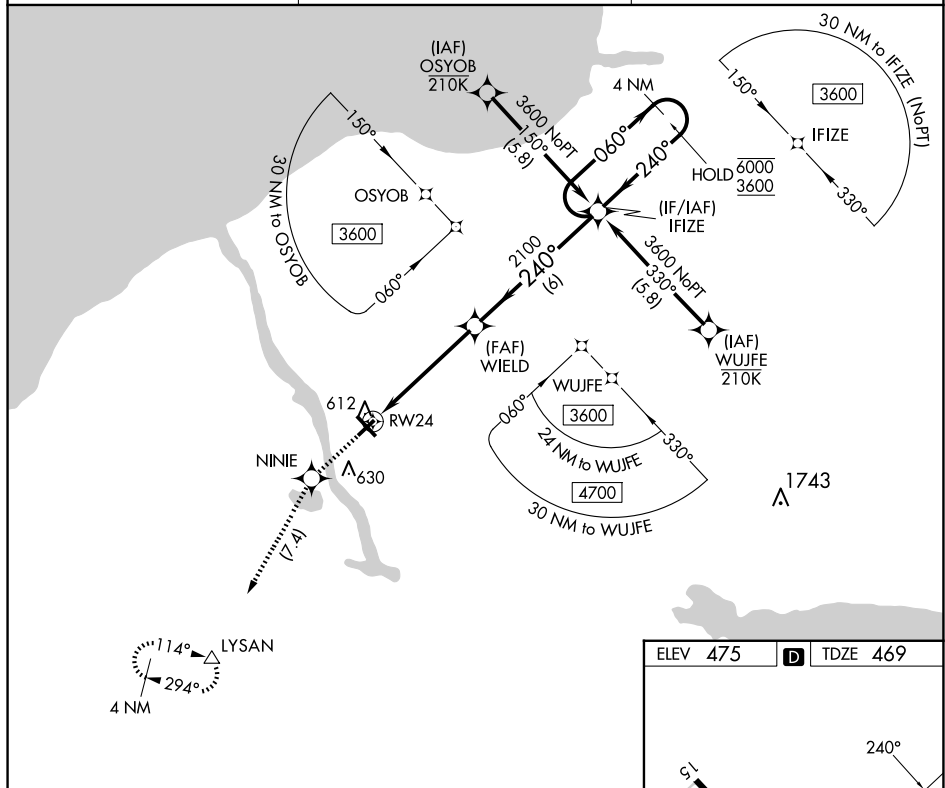 (IAF)
OSYOB
210K
3600 NoPT
150°
(5.8)
4 NM
060°
240°
HOLD 6000
3600
(IF/IAF)
IFIZE
30 NM to IFIZE (NoPT)
150°
3600
IFIZE
330°
150°
OSYOB
30 NM to OSYOB
3600
060°
2100
240°
(6)
3600 NoPT
330°
(5.8)
(IAF)
WUJFE
210K
(FAF)
WIELD
WUJFE
060°
3600
330°
24 NM to WUJFE
4700
30 NM to WUJFE
612
RW24
NINIE
630
1743
(7.4)
114°
LYSAN
294°
4 NM
ELEV 475 D TDZE 469
240°
15